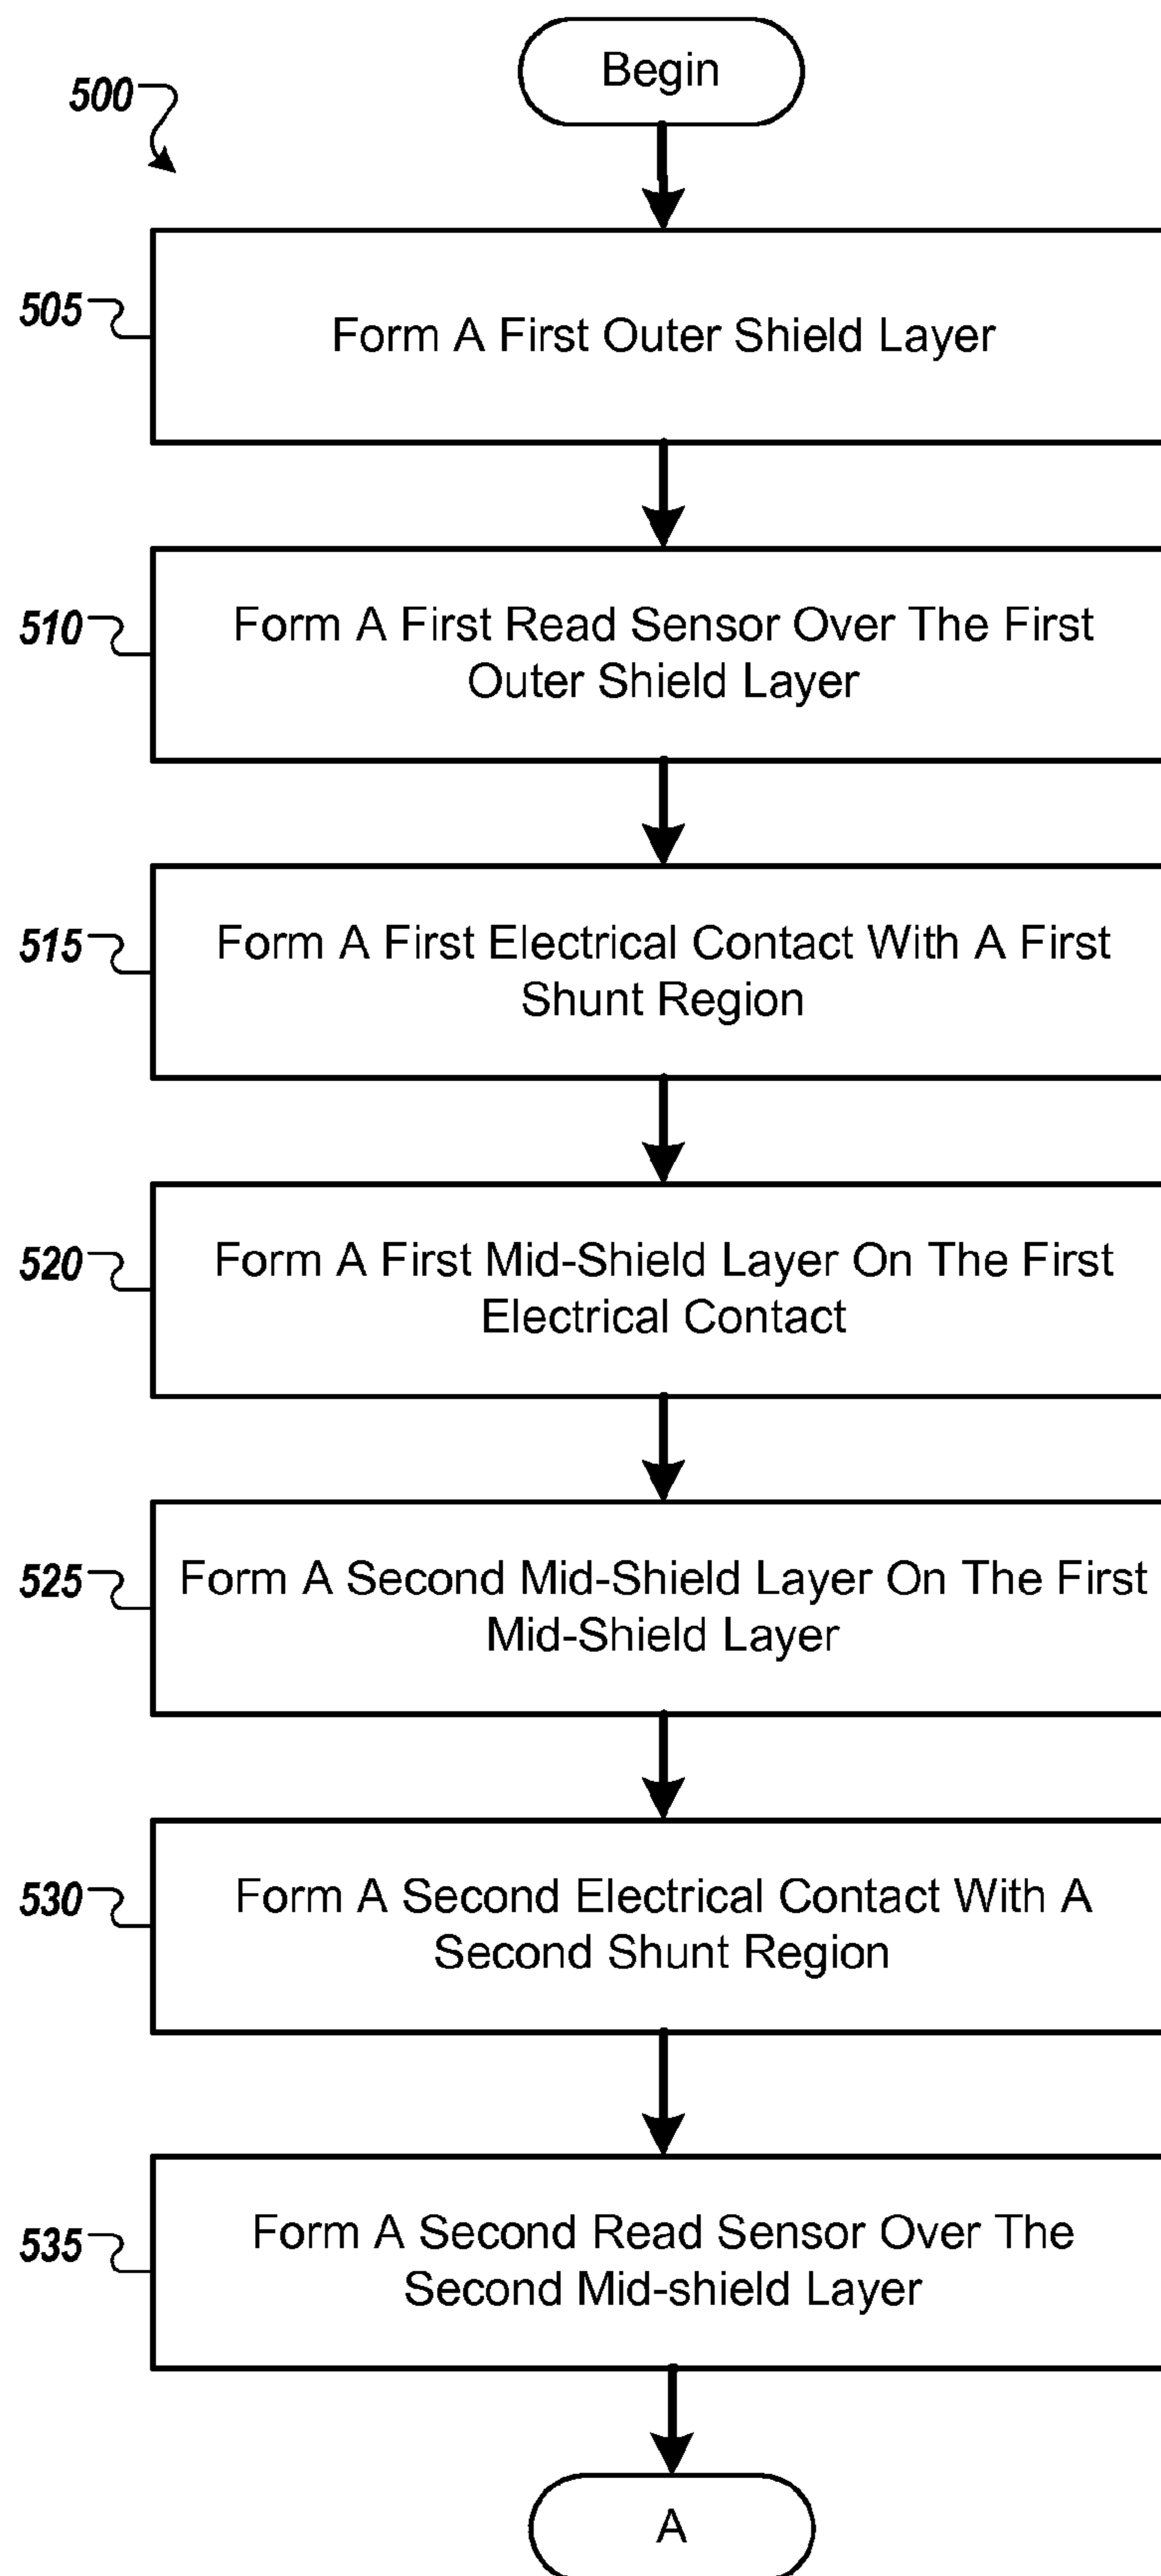 Begin
500
505
Form A First Outer Shield Layer
510
Form A First Read Sensor Over The First
Outer Shield Layer
515
Form A First Electrical Contact With A First
Shunt Region
520
Form A First Mid-Shield Layer On The First
Electrical Contact
525
Form A Second Mid-Shield Layer On The First
Mid-Shield Layer
530
Form A Second Electrical Contact With A
Second Shunt Region
535
Form A Second Read Sensor Over The
Second Mid-shield Layer
A